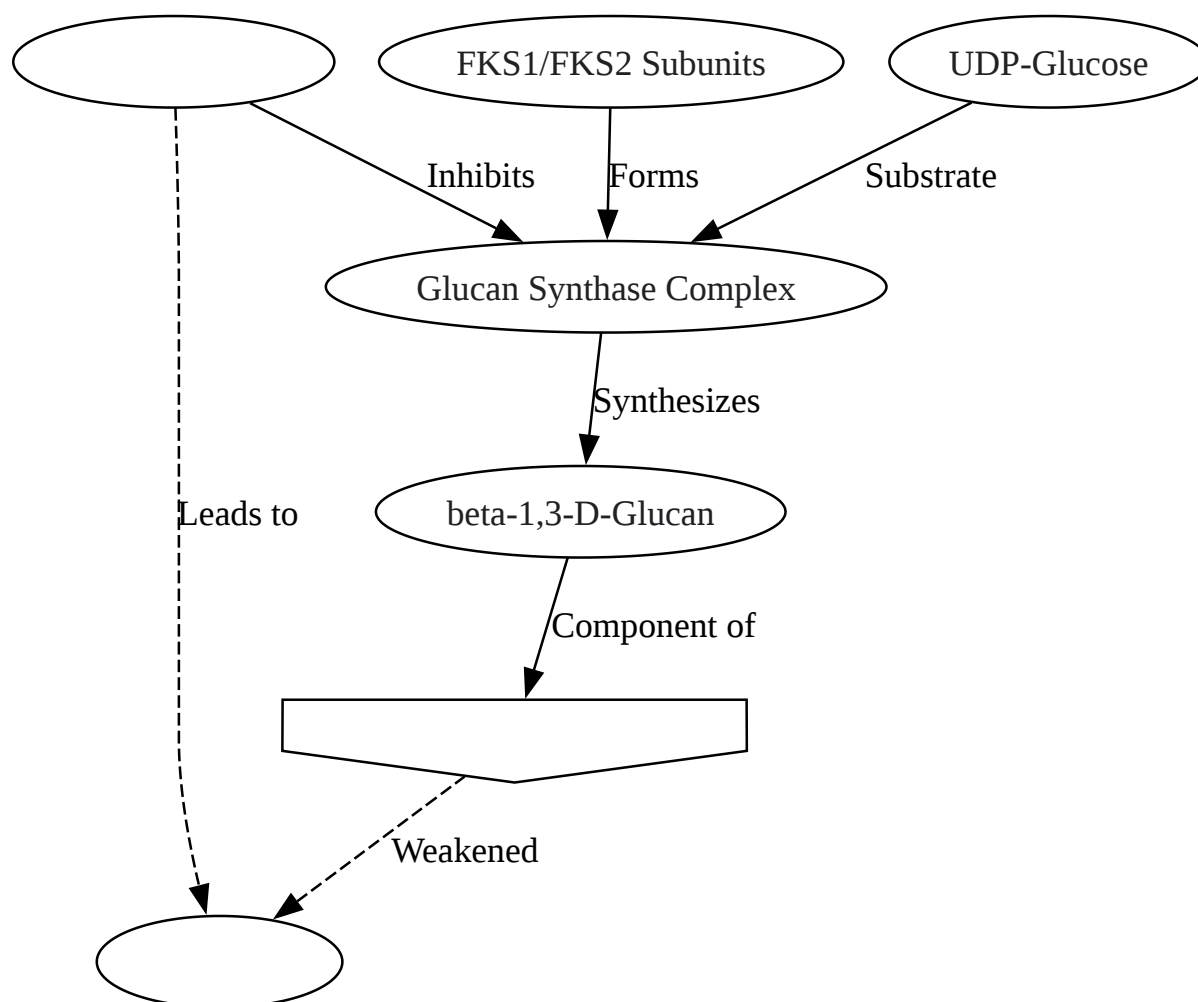 FKS1/FKS2 Subunits
UDP-Glucose
Inhibits
Forms
Substrate
Glucan Synthase Complex
Synthesizes
Leads to
beta-1,3-D-Glucan
Component of
Weakened